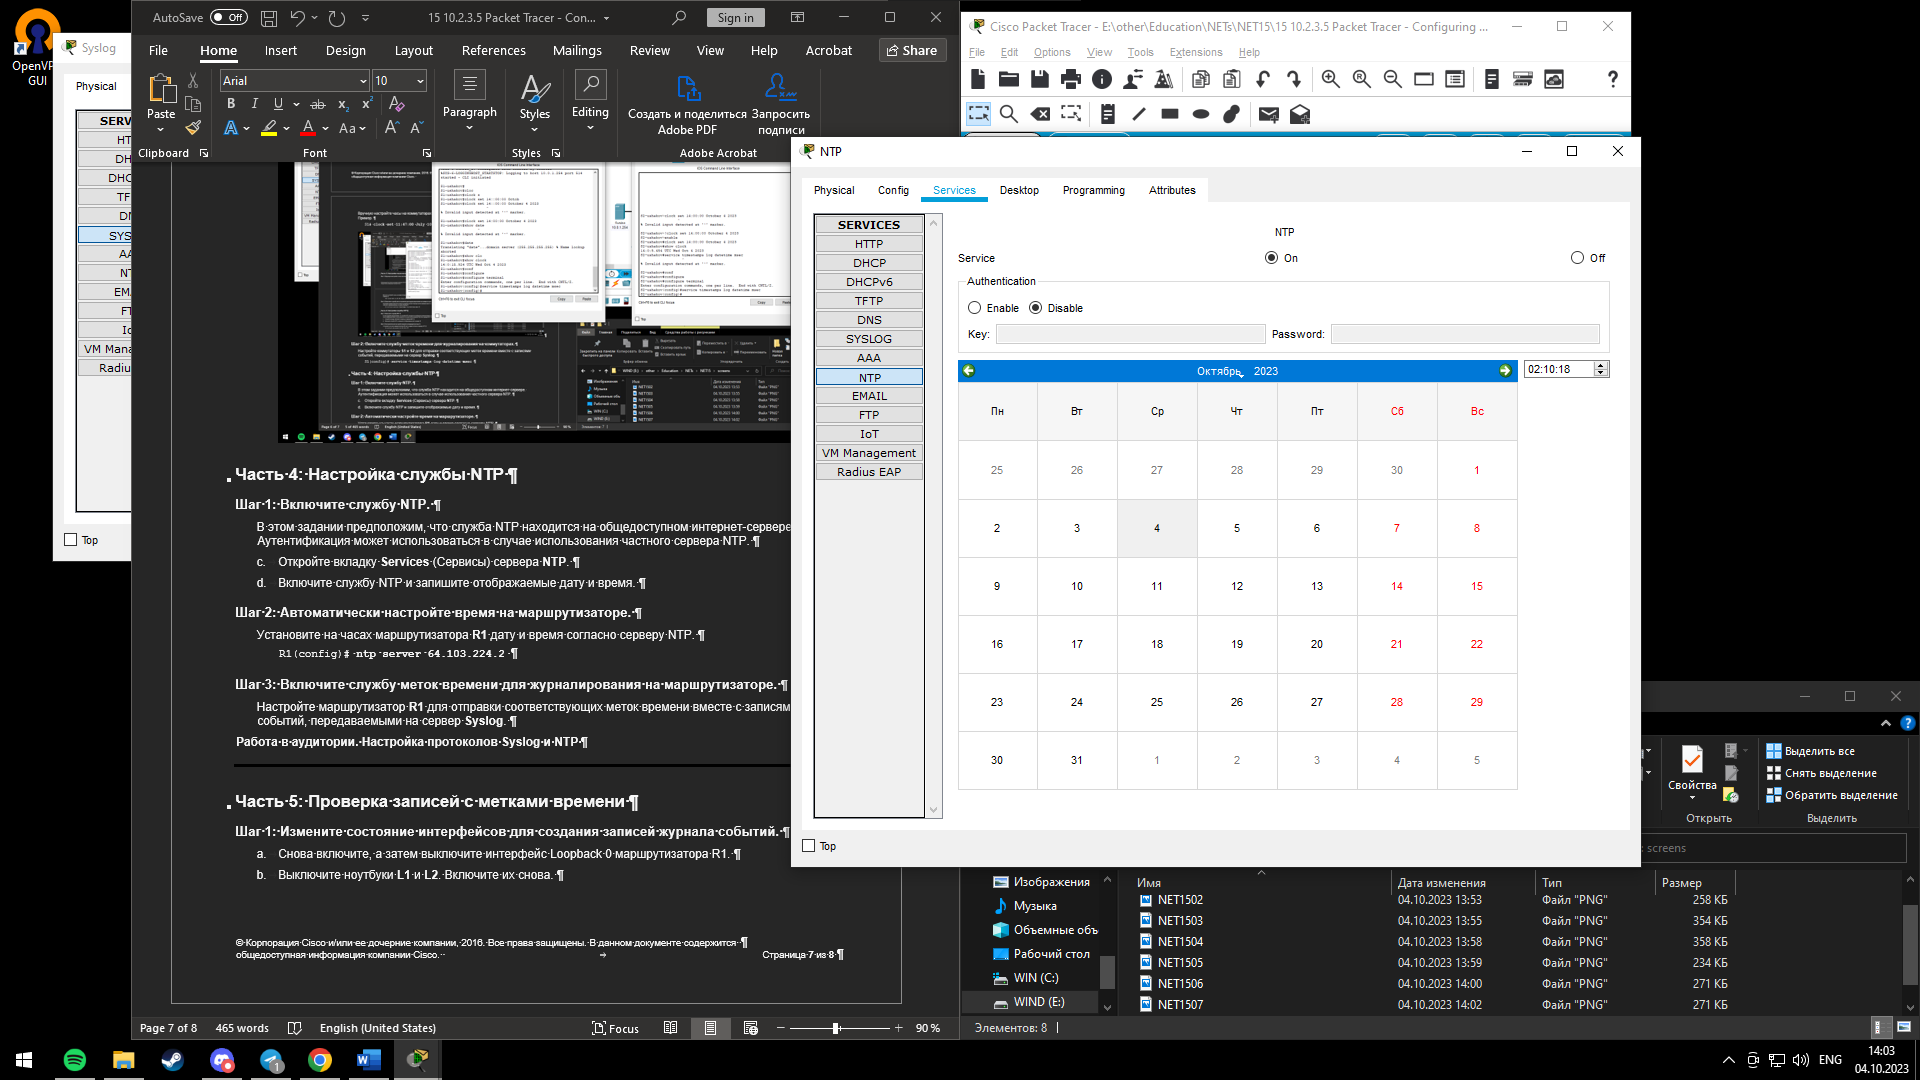 OpenVP
GUI
Syslog
Physical
SERV
HT
DH
DHC
TF
DN
SYS
AA
NT
EM
FT
Io
VM Mana
Radiu
Top
AutoSave Off
15 10.2.3.5 Packet Tracer - Con...
Sign in
File Home Insert Design Layout References Mailings Review View Help Acrobat Share
Paste
Arial 10
Paragraph
Styles
Editing
Создать и поделиться
Adobe PDF
Запросить
подписи
Clipboard Font Styles Adobe Acrobat
Часть 4: Настройка службы NTP ¶
Шаг 1: Включите службу NTP. ¶
В этом задании предположим, что служба NTP находится на общедоступном интернет-сервере
Аутентификация может использоваться в случае использования частного сервера NTP. ¶
c. Откройте вкладку Services (Сервисы) сервера NTP. ¶
d. Включите службу NTP и запишите отображаемые дату и время. ¶
Шаг 2: Автоматически настройте время на маршрутизаторе. ¶
Установите на часах маршрутизатора R1 дату и время согласно серверу NTP. ¶
R1(config)# ntp server 64.103.224.2 ¶
Шаг 3: Включите службу меток времени для журналирования на маршрутизаторе. ¶
Настройте маршрутизатор R1 для отправки соответствующих меток времени вместе с записям
событий, передаваемыми на сервер Syslog. ¶
Работа в аудитории. Настройка протоколов Syslog и NTP ¶
Часть 5: Проверка записей с метками времени ¶
Шаг 1: Измените состояние интерфейсов для создания записей журнала событий. ¶
a. Снова включите, а затем выключите интерфейс Loopback 0 маршрутизатора R1. ¶
b. Выключите ноутбуки L1 и L2. Включите их снова. ¶
© Корпорация Cisco и/или ее дочерние компании, 2016. Все права защищены. В данном документе содержится ¶
общедоступная информация компании Cisco. → Страница 7 из 8 ¶
Page 7 of 8 465 words English (United States) Focus 90 %
Cisco Packet Tracer - E:\other\Education\NETs\NET15\15 10.2.3.5 Packet Tracer - Configuring ...
File Edit Options View Tools Extensions Help
NTP
Physical Config Services Desktop Programming Attributes
SERVICES
HTTP
DHCP
DHCPv6
TFTP
DNS
SYSLOG
AAA
NTP
EMAIL
FTP
IoT
VM Management
Radius EAP
NTP
Service On Off
Authentication
Enable Disable
Key: Password:
Октябрь, 2023 02:10:18
Пн Вт Ср Чт Пт Сб Вс
25 26 27 28 29 30 1
2 3 4 5 6 7 8
9 10 11 12 13 14 15
16 17 18 19 20 21 22
23 24 25 26 27 28 29
30 31 1 2 3 4 5
Top
Свойства
Выделить все
Снять выделение
Обратить выделение
Открыть Выделить
screens
Изображения
Музыка
Объемные объ
Рабочий стол
WIN (C:)
WIND (E:)
Имя Дата изменения Тип Размер
NET1502 04.10.2023 13:53 Файл "PNG" 258 КБ
NET1503 04.10.2023 13:55 Файл "PNG" 354 КБ
NET1504 04.10.2023 13:58 Файл "PNG" 358 КБ
NET1505 04.10.2023 13:59 Файл "PNG" 234 КБ
NET1506 04.10.2023 14:00 Файл "PNG" 271 КБ
NET1507 04.10.2023 14:02 Файл "PNG" 271 КБ
Элементов: 8
ENG
14:03
04.10.2023